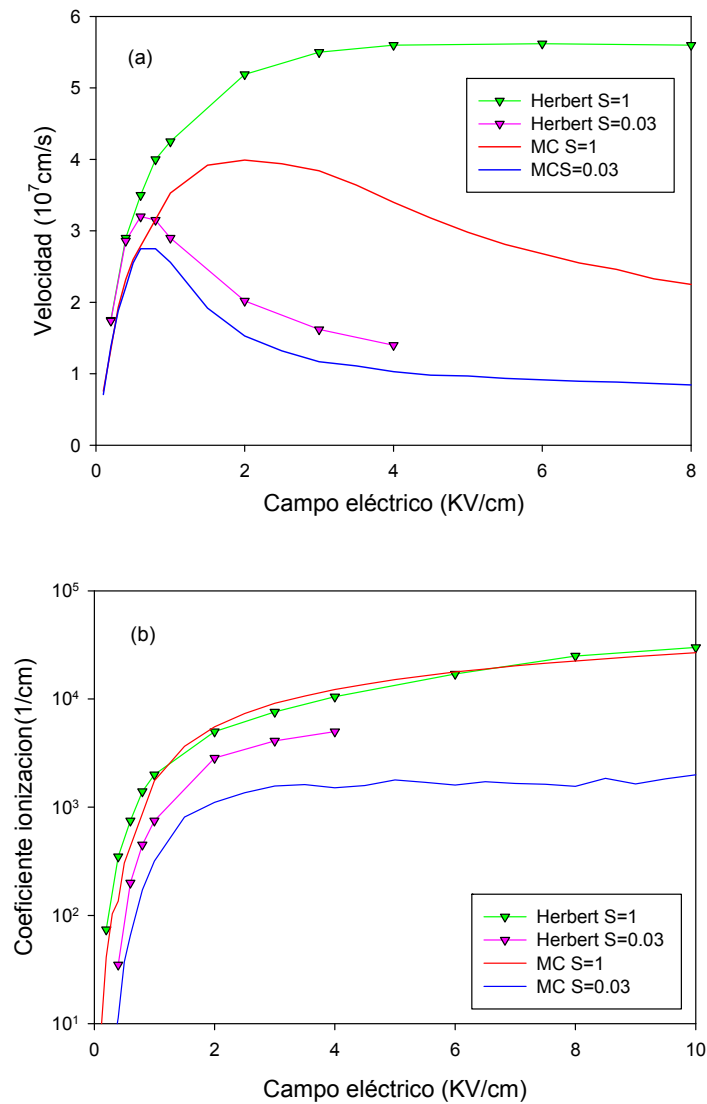 6
(a)
5
4
3
2
1
0
Velocidad (10⁷cm/s)
Herbert S=1
Herbert S=0.03
MC S=1
MCS=0.03
0 2 4 6 8
Campo eléctrico (KV/cm)
10⁵
(b)
10⁴
10³
10²
10¹
Coeficiente ionizacion(1/cm)
Herbert S=1
Herbert S=0.03
MC S=1
MC S=0.03
0 2 4 6 8 10
Campo eléctrico (KV/cm)